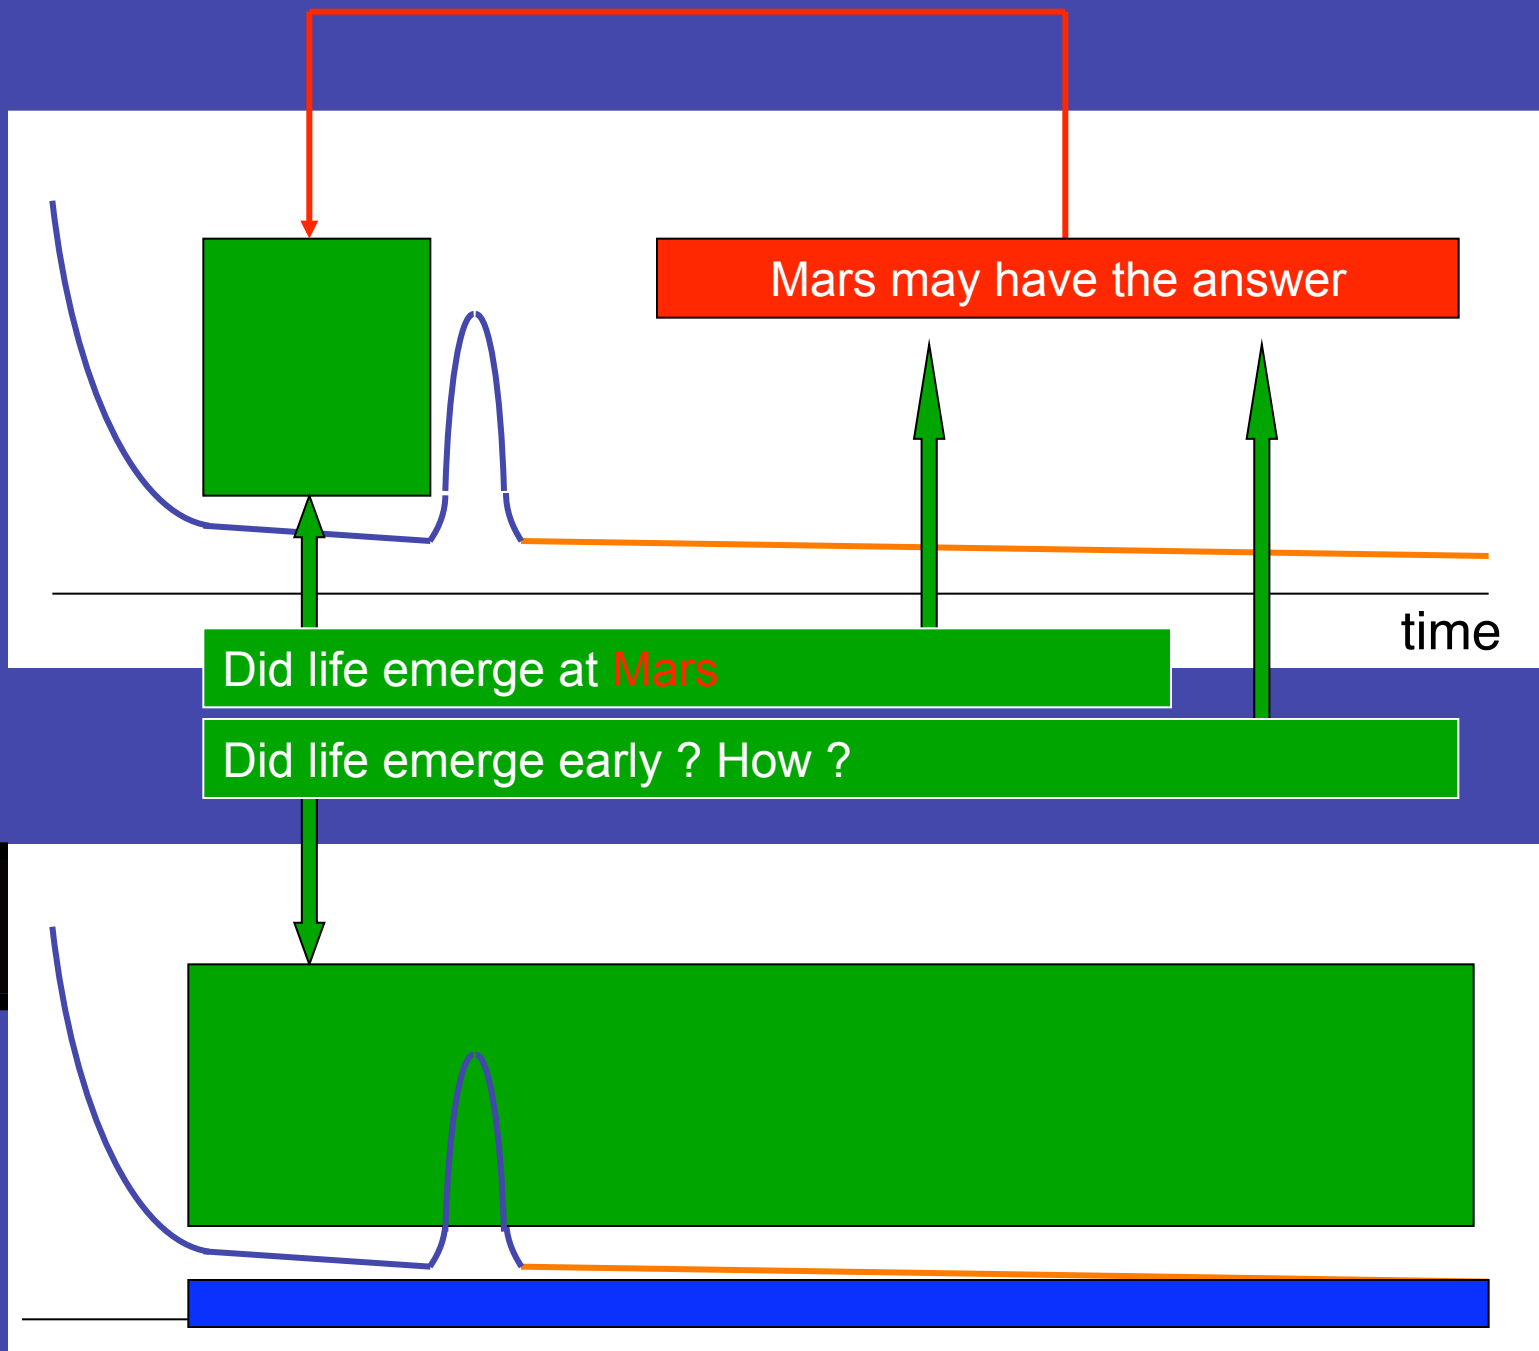 Mars may have the answer
time
Did life emerge at Mars
Did life emerge early ? How ?